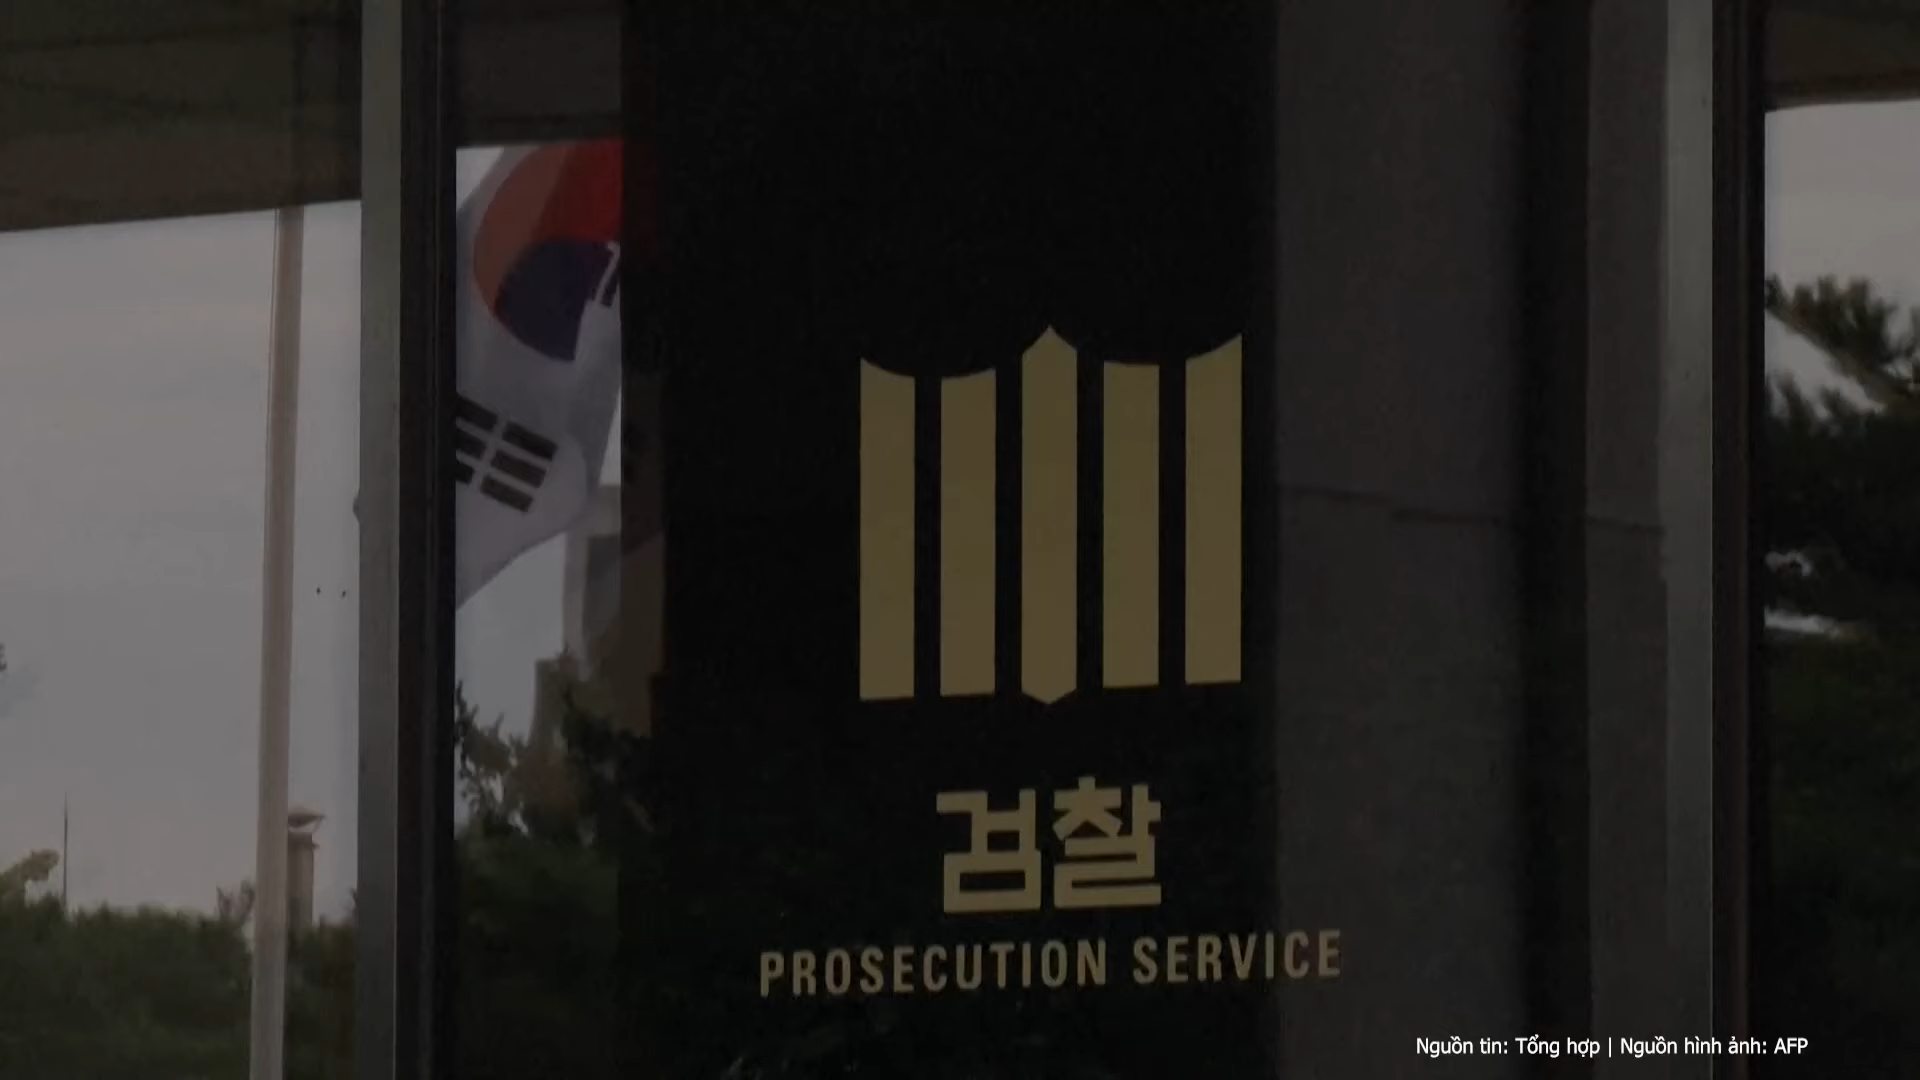 검찰
PROSECUTION SERVICE
Nguồn tin: Tổng hợp | Nguồn hình ảnh: AFP